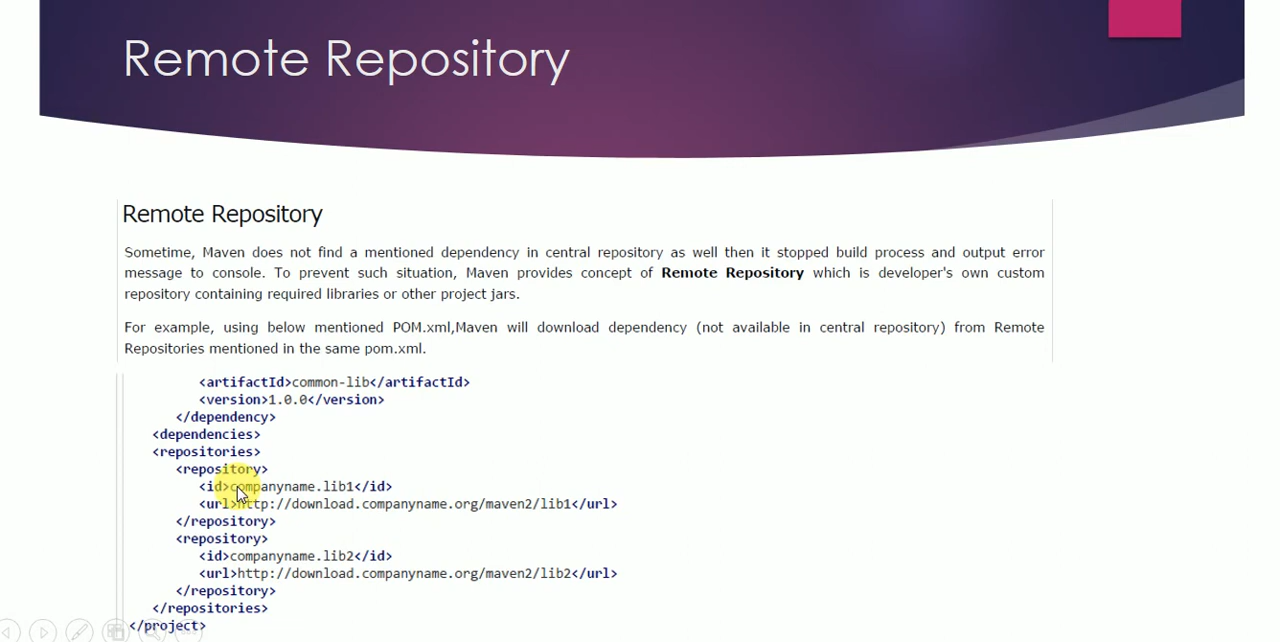 Remote Repository
Remote Repository
Sometime, Maven does not find a mentioned dependency in central repository as well then it stopped build process and output error
message to console. To prevent such situation, Maven provides concept of Remote Repository which is developer's own custom
repository containing required libraries or other project jars.
For example, using below mentioned POM.xml,Maven will download dependency (not available in central repository) from Remote
Repositories mentioned in the same pom.xml.
<artifactId>common-lib</artifactId>
<version>1.0.0</version>
</dependency>
<dependencies>
<repositories>
<repository>
<id>companyname.lib1</id>
<url>http://download.companyname.org/maven2/lib1</url>
</repository>
<repository>
<id>companyname.lib2</id>
<url>http://download.companyname.org/maven2/lib2</url>
</repository>
</repositories>
</project>